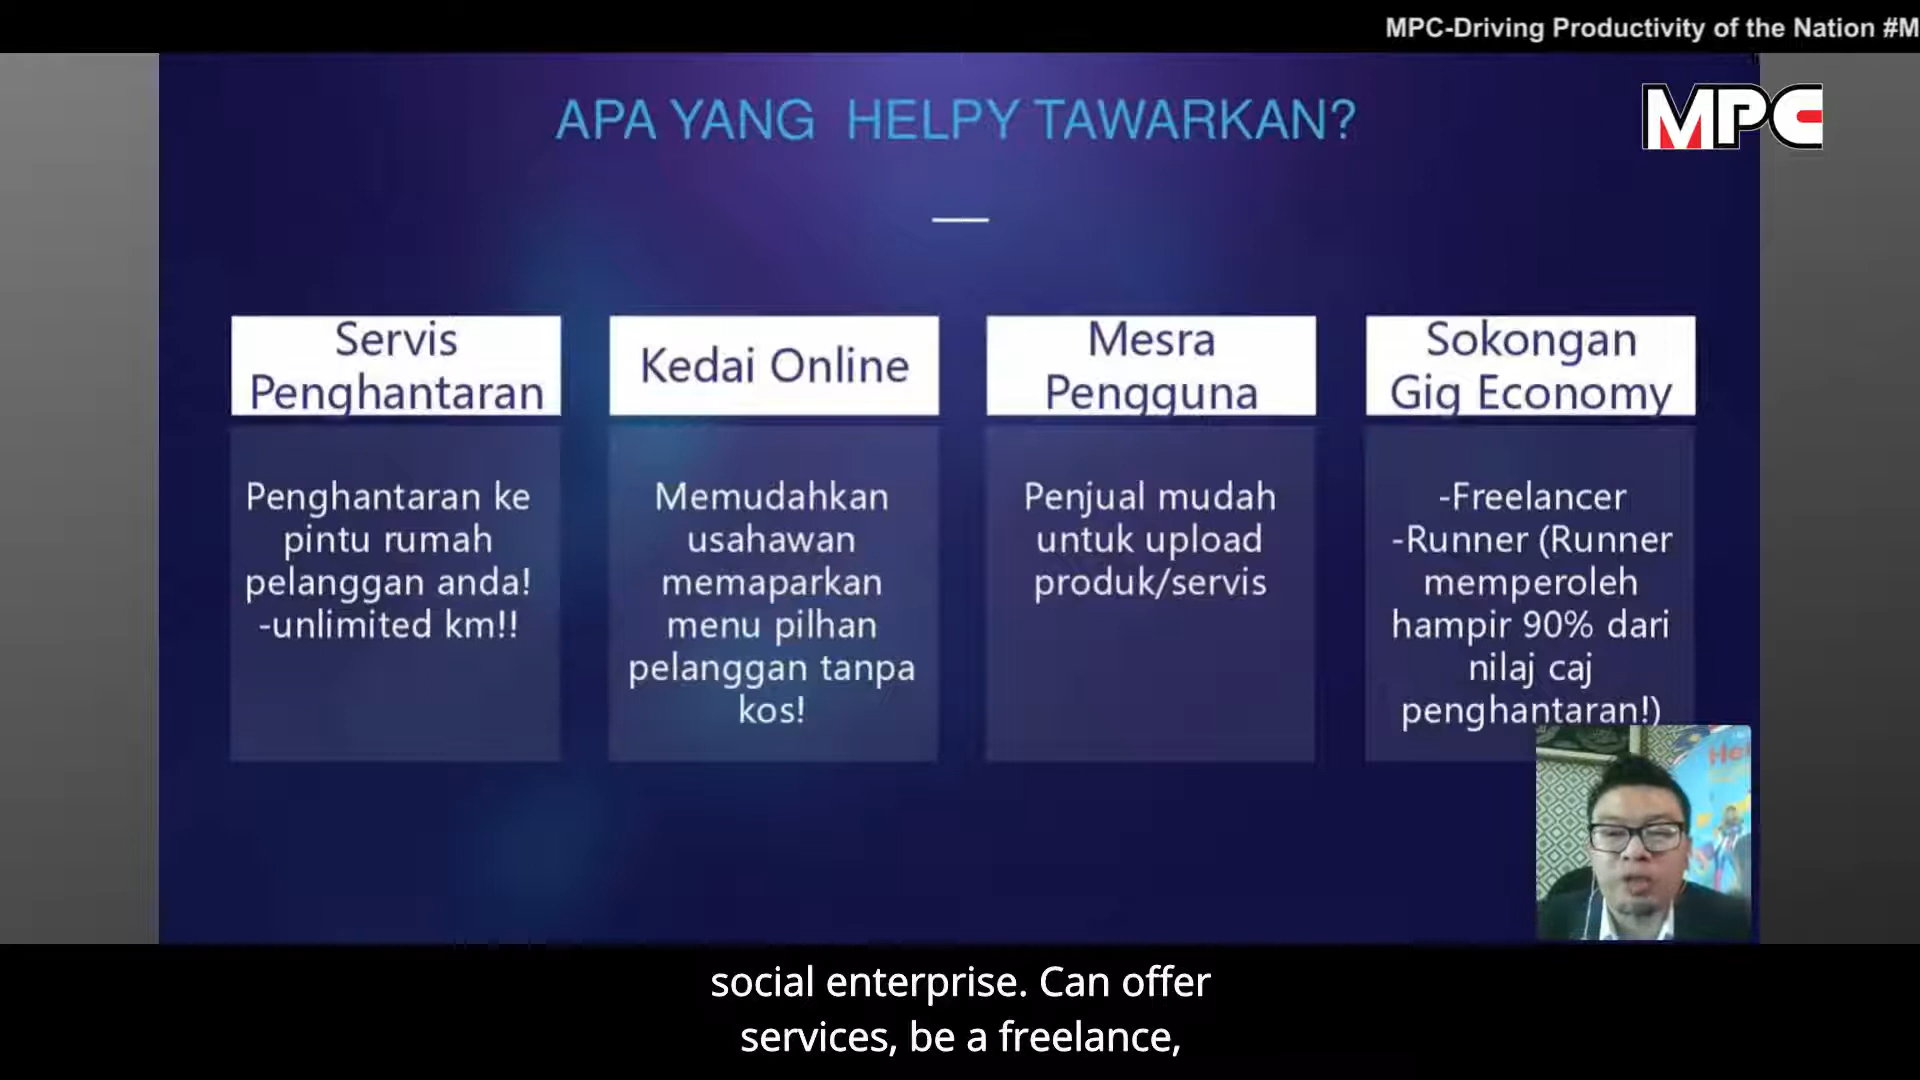 MPC-Driving Productivity of the Nation #M
MPC
APA YANG HELPY TAWARKAN?
Servis
Penghantaran
Penghantaran ke
pintu rumah
pelanggan anda!
-unlimited km!!
Kedai Online
Memudahkan
usahawan
memaparkan
menu pilhan
pelanggan tanpa
kos!
Mesra
Pengguna
Penjual mudah
untuk upload
produk/servis
Sokongan
Gig Economy
-Freelancer
-Runner (Runner
memperoleh
hampir 90% dari
nilaj caj
penghantaran!)
Hel
social enterprise. Can offer
services, be a freelance,